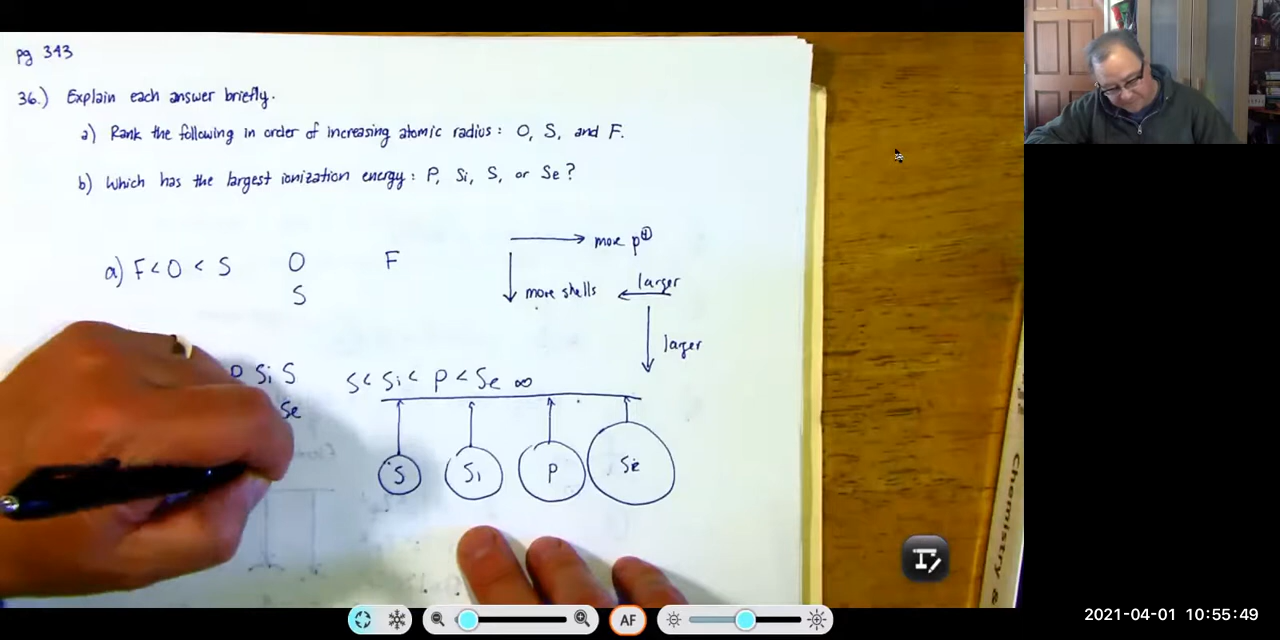 pg 343
36.) Explain each answer briefly.
a) Rank the following in order of increasing atomic radius: O, S, and F.
b) Which has the largest ionization energy: P, Si, S, or Se?
a) F < O < S
O F
S
→ more p⊕
↓ more shells
← larger
↓ larger
P Si S
Se
S < Si < P < Se ∞
S Si P Se
Chemistry &
AF
2021-04-01 10:55:49